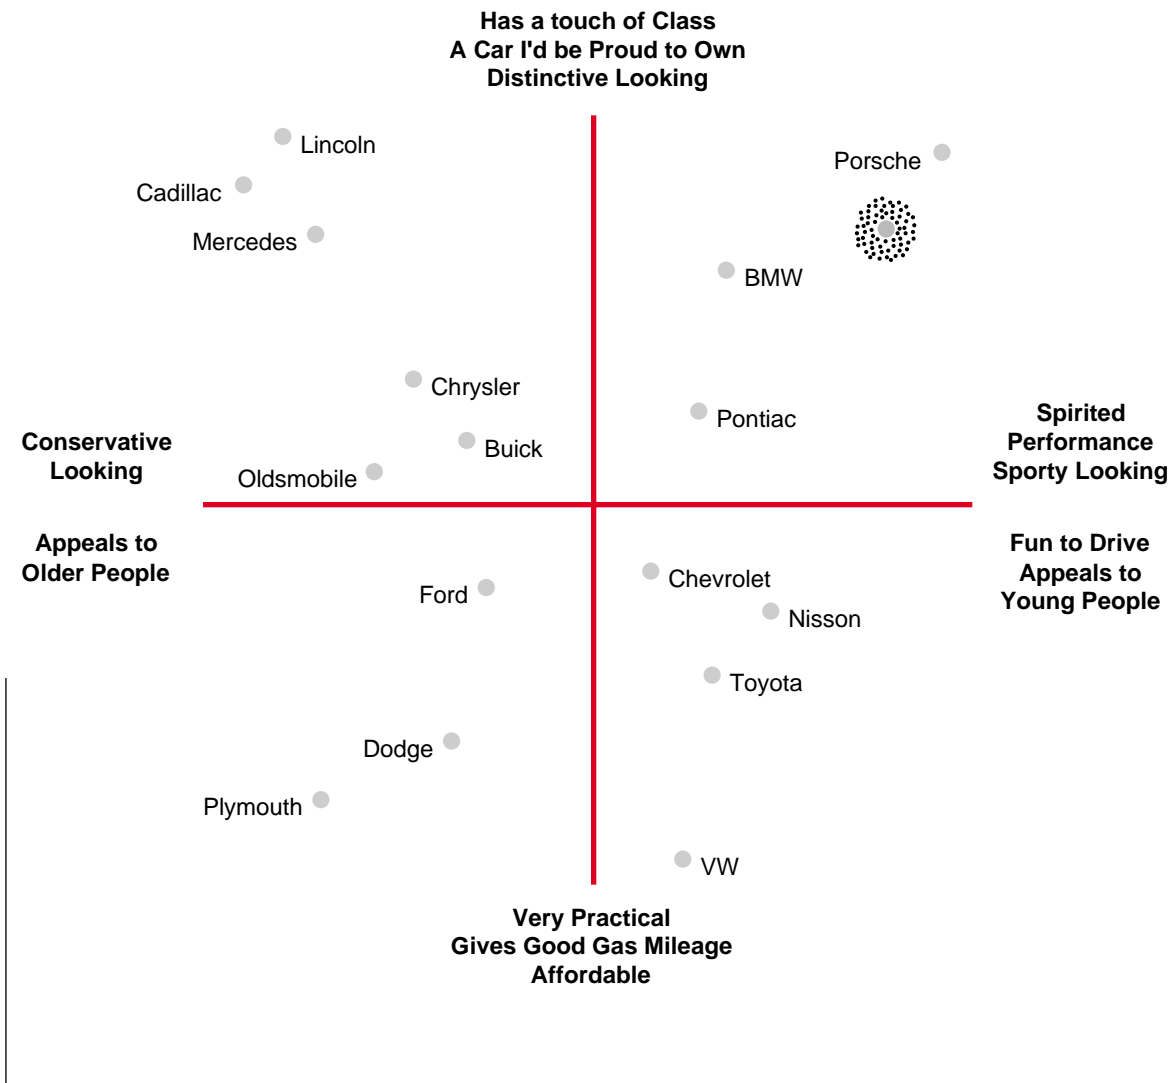 Has a touch of Class
A Car I'd be Proud to Own
Distinctive Looking
Lincoln
Porsche
Cadillac
Mercedes
BMW
Chrysler
Pontiac
Buick
Oldsmobile
Conservative
Looking
Spirited
Performance
Sporty Looking
Appeals to
Older People
Fun to Drive
Appeals to
Young People
Chevrolet
Ford
Nisson
Toyota
Dodge
Plymouth
VW
Very Practical
Gives Good Gas Mileage
Affordable